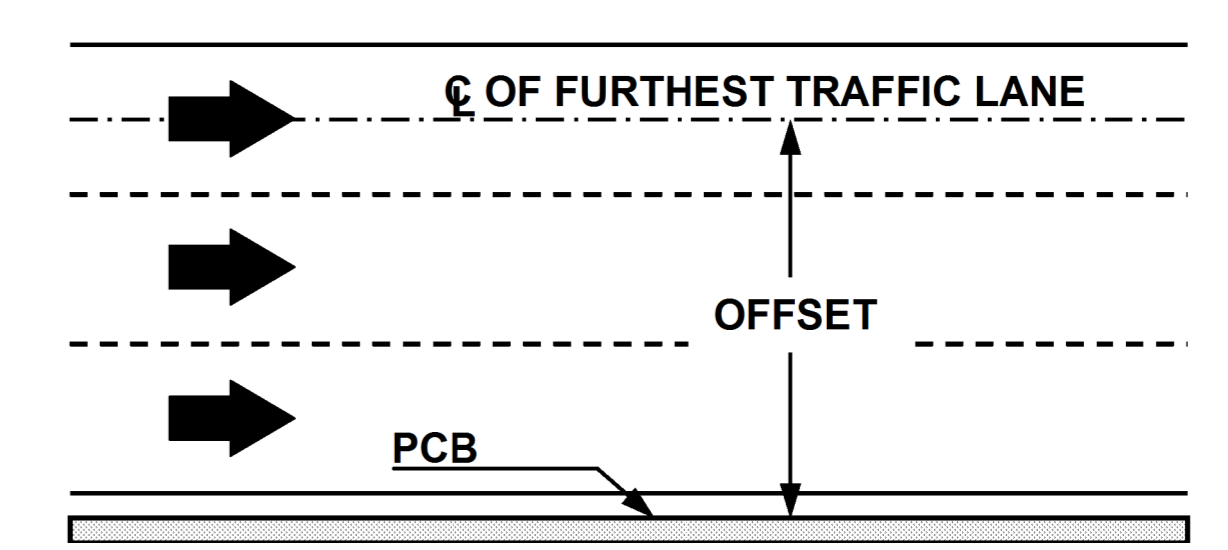 ℄ OF FURTHEST TRAFFIC LANE
OFFSET
PCB